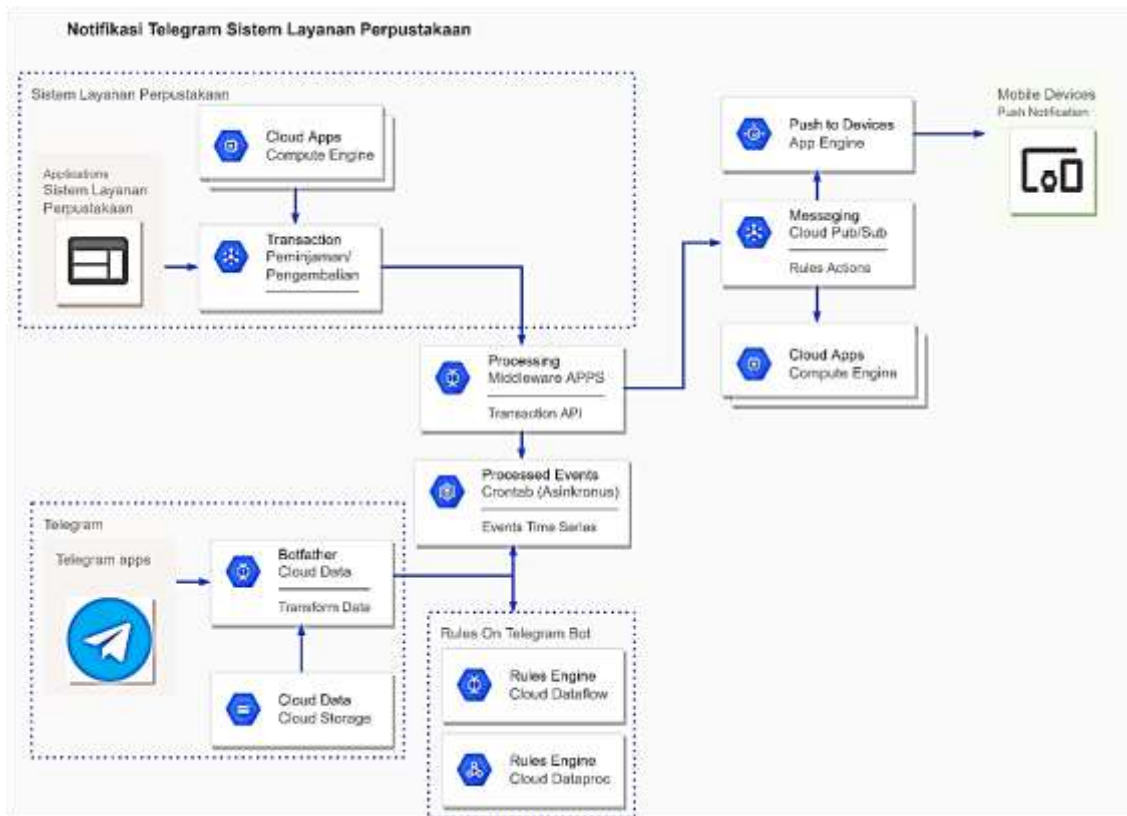 Notifikasi Telegram Sistem Layanan Perpustakaan
Sistem Layanan Perpustakaan
Cloud Apps
Compute Engine
Applications
Sistem Layanan
Perpustakaan
Transaction
Peminjaman/
Pengembalian
Push to Devices
App Engine
Mobile Devices
Push Notification
Messaging
Cloud Pub/Sub
Rules Actions
Cloud Apps
Compute Engine
Processing
Middleware APPS
Transaction API
Processed Events
Crontab (Asinkronus)
Events Time Series
Telegram
Telegram apps
Botfather
Cloud Data
Transform Data
Cloud Data
Cloud Storage
Rules On Telegram Bot
Rules Engine
Cloud Dataflow
Rules Engine
Cloud Dataproc